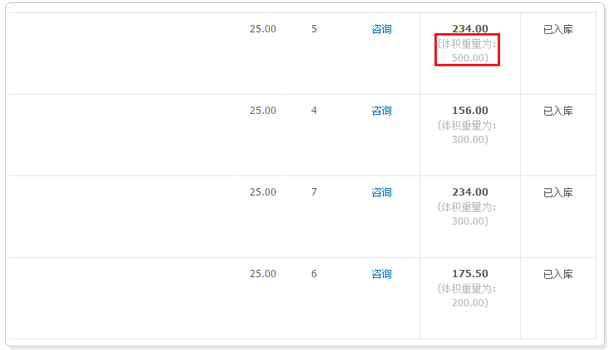 25.00 5 咨询 234.00 已入库
(体积重量为:
500.00)
25.00 4 咨询 156.00 已入库
(体积重量为:
300.00)
25.00 7 咨询 234.00 已入库
(体积重量为:
300.00)
25.00 6 咨询 175.50 已入库
(体积重量为:
200.00)